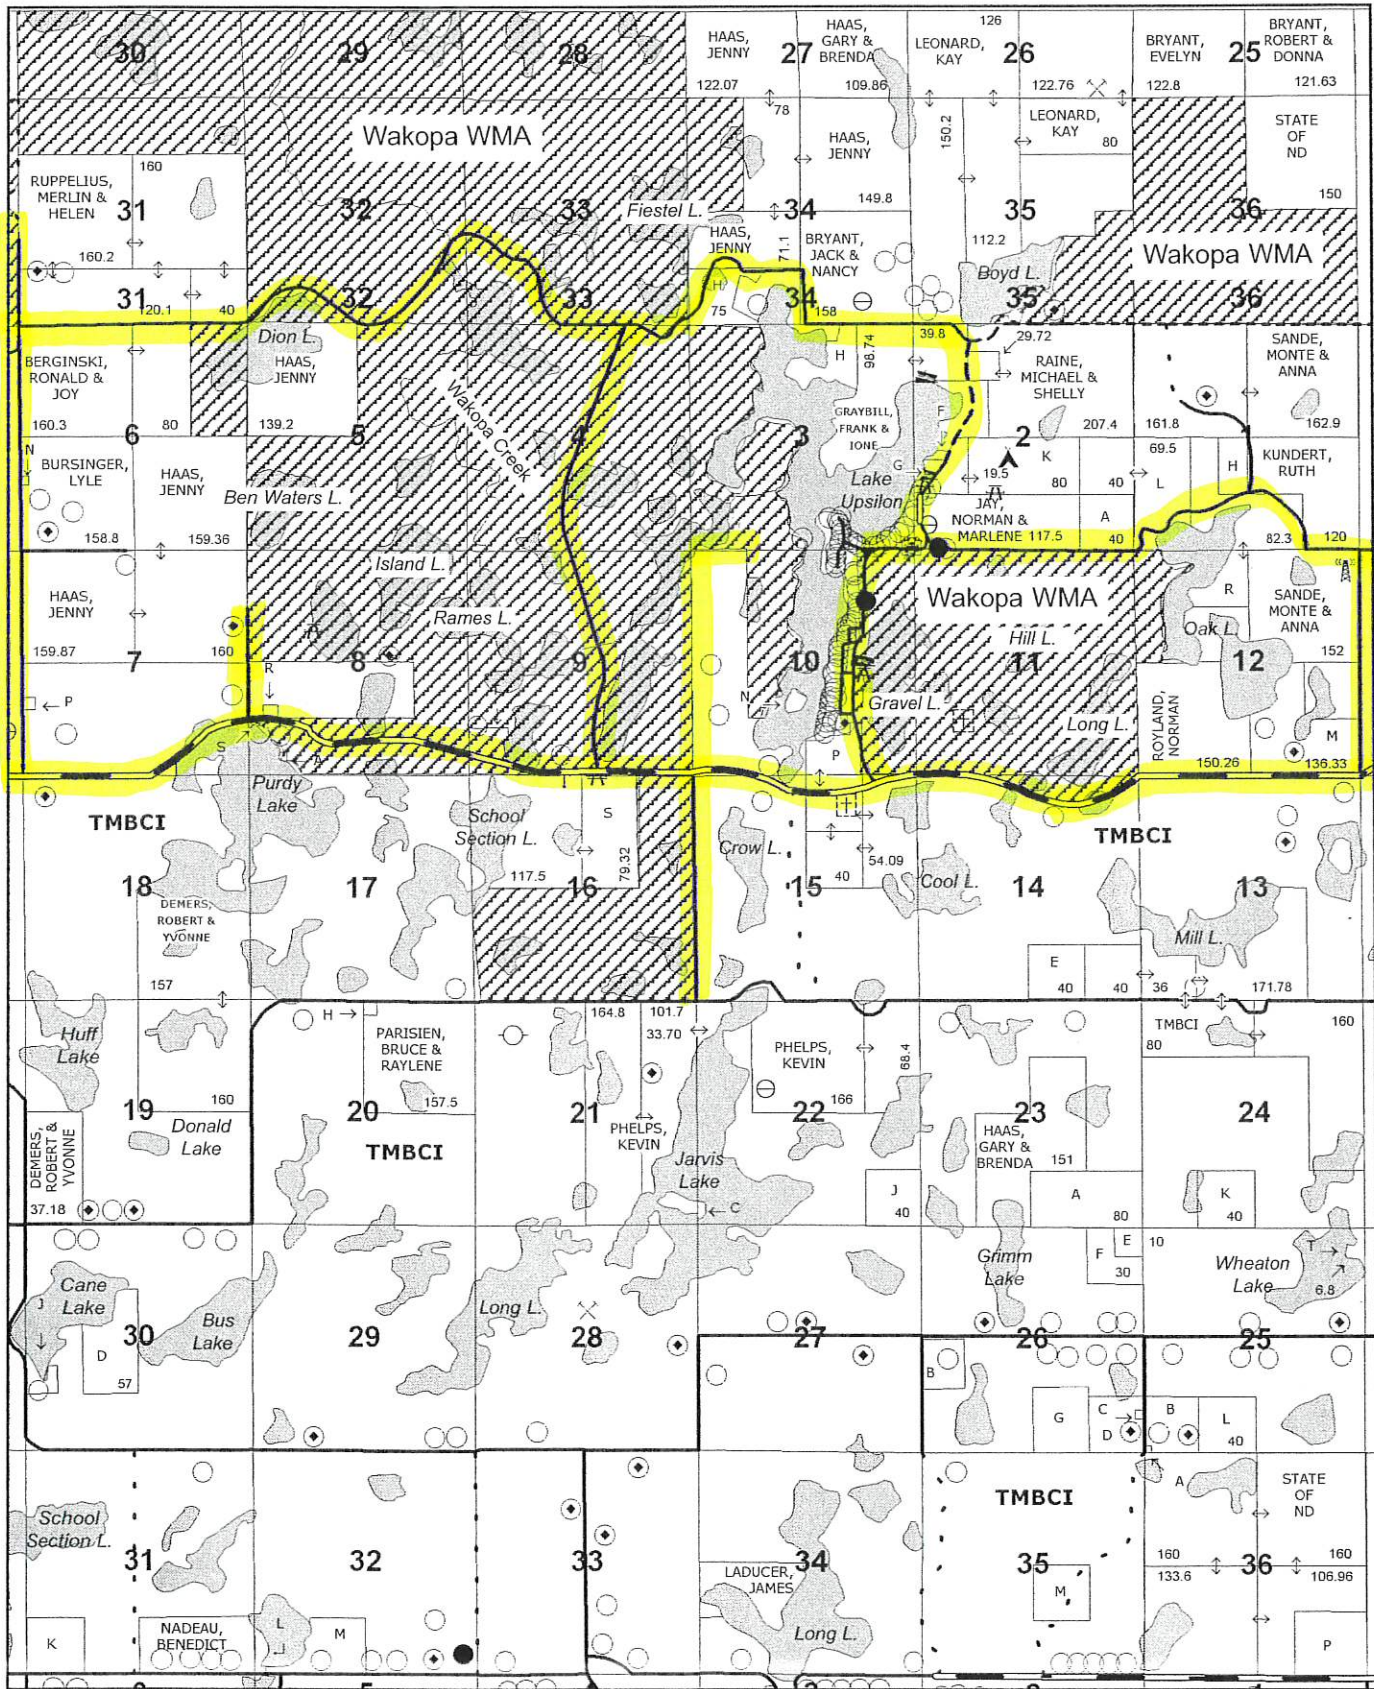 30
29
28
HAAS,
JENNY
27
HAAS,
GARY &
BRENDA
126
LEONARD,
KAY
26
BRYANT,
EVELYN
25
BRYANT,
ROBERT &
DONNA
122.07
109.86
122.76
122.8
121.63
78
Wakopa WMA
HAAS,
JENNY
150.2
LEONARD,
KAY
80
STATE
OF
ND
160
RUPPELIUS,
MERLIN &
HELEN
31
32
33
Fiestel L.
34
149.8
35
36
150
160.2
HAAS,
JENNY
71.1
BRYANT,
JACK &
NANCY
112.2
Boyd L.
Wakopa WMA
31
32
33
H
34
35
36
120.1
40
75
158
39.8
29.72
Dion L.
BERGINSKI,
RONALD &
JOY
HAAS,
JENNY
H
98.74
RAINE,
MICHAEL &
SHELLY
SANDE,
MONTE &
ANNA
Wakopa Creek
GRAYBILL,
FRANK &
IONE
F
160.3
6
80
139.2
5
4
3
2
207.4
161.8
1
162.9
N
BURSINGER,
LYLE
HAAS,
JENNY
Ben Waters L.
G
Lake
Upsilon
19.5
K
80
40
69.5
L
H
KUNDERT,
RUTH
158.8
159.36
JAY,
NORMAN &
MARLENE 117.5
A
40
82.3
120
Island L.
HAAS,
JENNY
Rames L.
Wakopa WMA
Hill L.
R
Oak L.
SANDE,
MONTE &
ANNA
159.87
7
160
8
9
10
11
12
152
R
P
N
Gravel L.
Long L.
ROYLAND,
NORMAN
M
S
A
P
150.26
136.33
Purdy
Lake
TMBCI
School
Section L.
S
79.32
Crow L.
54.09
TMBCI
18
17
117.5
16
15
40
Cool L.
14
13
DEMERS,
ROBERT &
YVONNE
Mill L.
157
E
40
40
36
171.78
H
164.8
101.7
33.70
TMBCI
160
80
Huff
Lake
PARISIEN,
BRUCE &
RAYLENE
PHELPS,
KEVIN
68.4
19
160
20
157.5
21
22
166
23
24
DEMERS,
ROBERT &
YVONNE
Donald
Lake
TMBCI
PHELPS,
KEVIN
HAAS,
GARY &
BRENDA
151
Jarvis
Lake
J
40
A
80
K
40
37.18
C
F
E
30
10
Cane
Lake
J
Grimm
Lake
Wheaton
Lake
T
6.8
Bus
Lake
Long L.
30
29
28
27
26
25
D
57
B
G
C
D
B
L
40
A
School
Section L.
TMBCI
STATE
OF
ND
31
32
33
34
35
160
133.6
36
160
106.96
LADUCER,
JAMES
M
K
NADEAU,
BENEDICT
L
M
Long L.
P